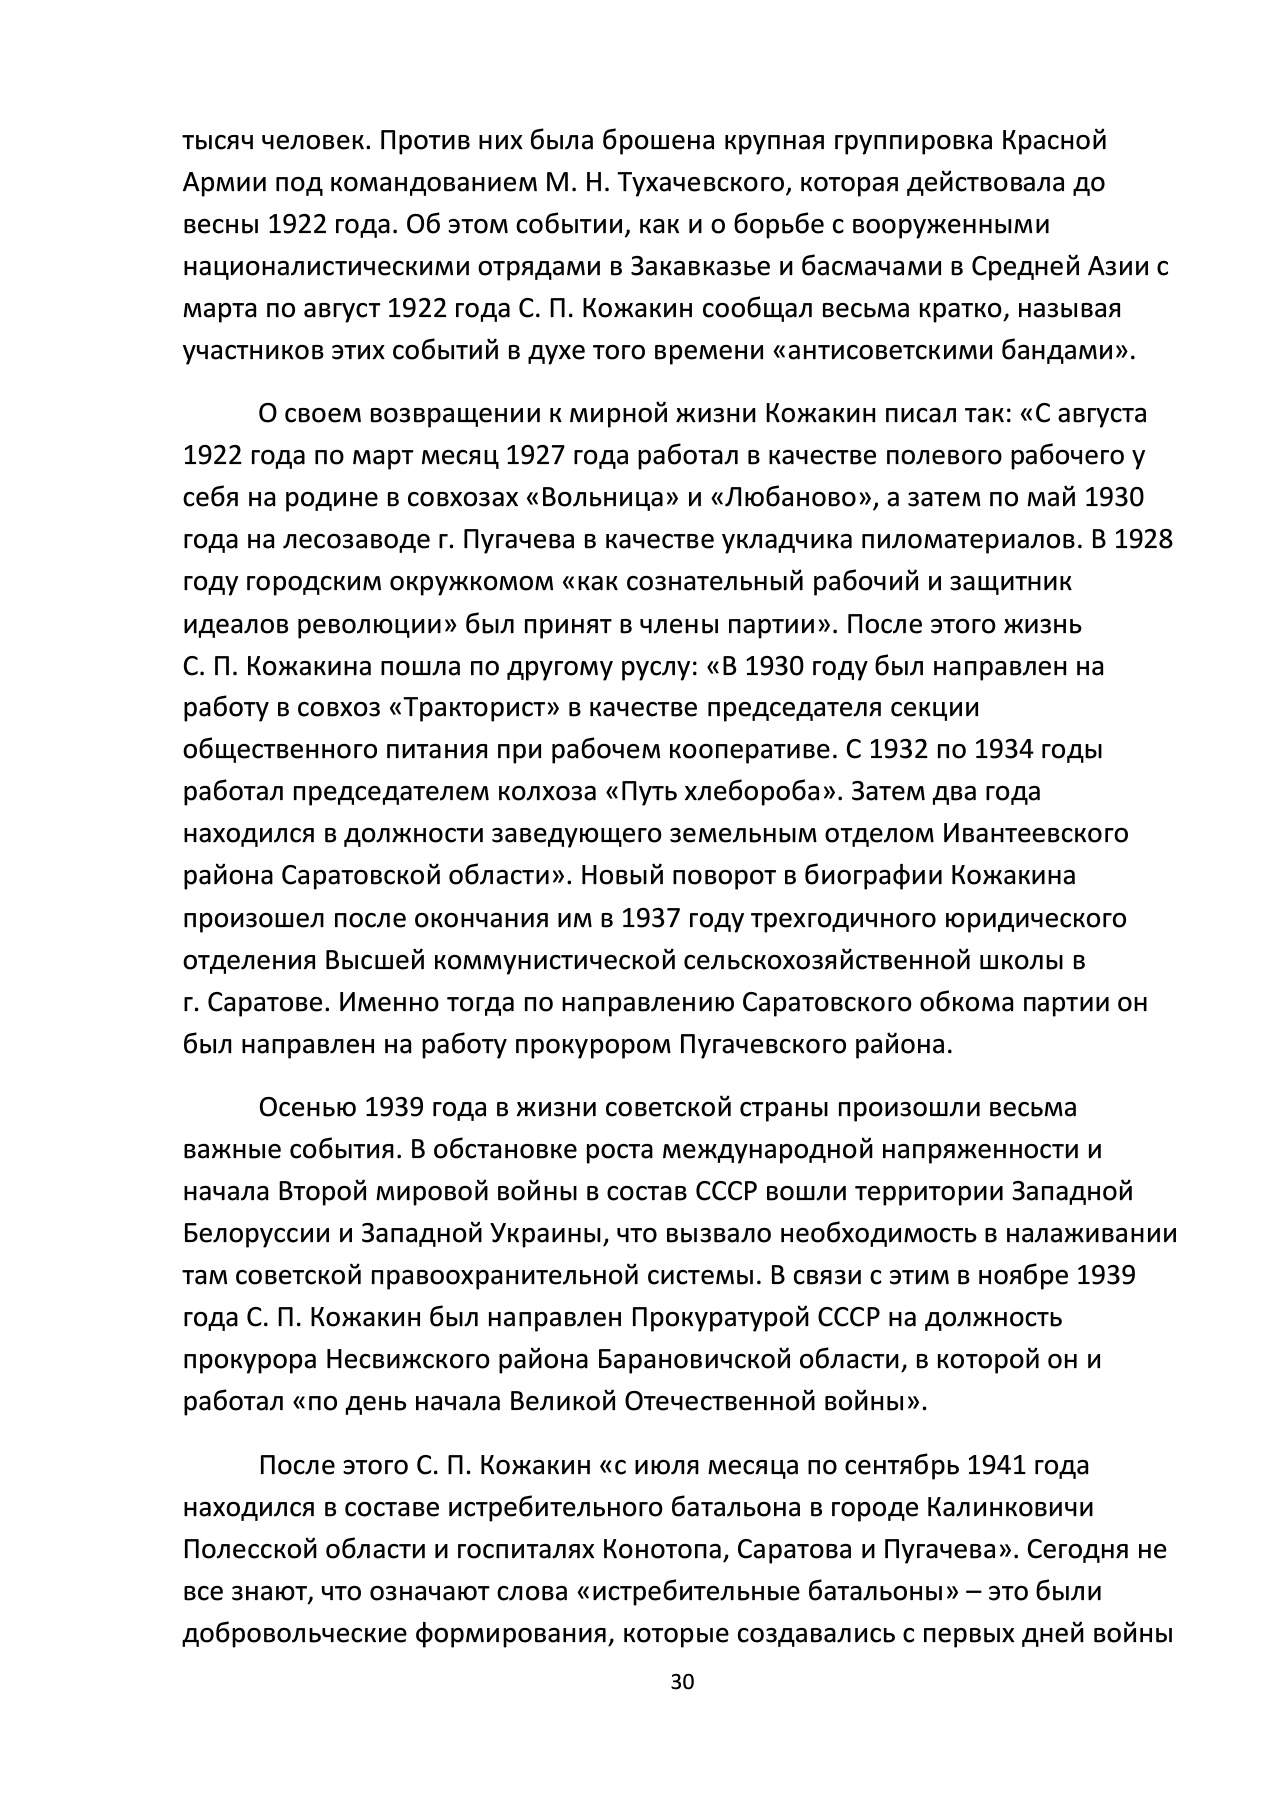 тысяч человек. Против них была брошена крупная группировка Красной
Армии под командованием М. Н. Тухачевского, которая действовала до
весны 1922 года. Об этом событии, как и о борьбе с вооруженными
националистическими отрядами в Закавказье и басмачами в Средней Азии с
марта по август 1922 года С. П. Кожакин сообщал весьма кратко, называя
участников этих событий в духе того времени «антисоветскими бандами».
О своем возвращении к мирной жизни Кожакин писал так: «С августа
1922 года по март месяц 1927 года работал в качестве полевого рабочего у
себя на родине в совхозах «Вольница» и «Любаново», а затем по май 1930
года на лесозаводе г. Пугачева в качестве укладчика пиломатериалов. В 1928
году городским окружкомом «как сознательный рабочий и защитник
идеалов революции» был принят в члены партии». После этого жизнь
С. П. Кожакина пошла по другому руслу: «В 1930 году был направлен на
работу в совхоз «Тракторист» в качестве председателя секции
общественного питания при рабочем кооперативе. С 1932 по 1934 годы
работал председателем колхоза «Путь хлебороба». Затем два года
находился в должности заведующего земельным отделом Ивантеевского
района Саратовской области». Новый поворот в биографии Кожакина
произошел после окончания им в 1937 году трехгодичного юридического
отделения Высшей коммунистической сельскохозяйственной школы в
г. Саратове. Именно тогда по направлению Саратовского обкома партии он
был направлен на работу прокурором Пугачевского района.
Осенью 1939 года в жизни советской страны произошли весьма
важные события. В обстановке роста международной напряженности и
начала Второй мировой войны в состав СССР вошли территории Западной
Белоруссии и Западной Украины, что вызвало необходимость в налаживании
там советской правоохранительной системы. В связи с этим в ноябре 1939
года С. П. Кожакин был направлен Прокуратурой СССР на должность
прокурора Несвижского района Барановичской области, в которой он и
работал «по день начала Великой Отечественной войны».
После этого С. П. Кожакин «с июля месяца по сентябрь 1941 года
находился в составе истребительного батальона в городе Калинковичи
Полесской области и госпиталях Конотопа, Саратова и Пугачева». Сегодня не
все знают, что означают слова «истребительные батальоны» – это были
добровольческие формирования, которые создавались с первых дней войны
30